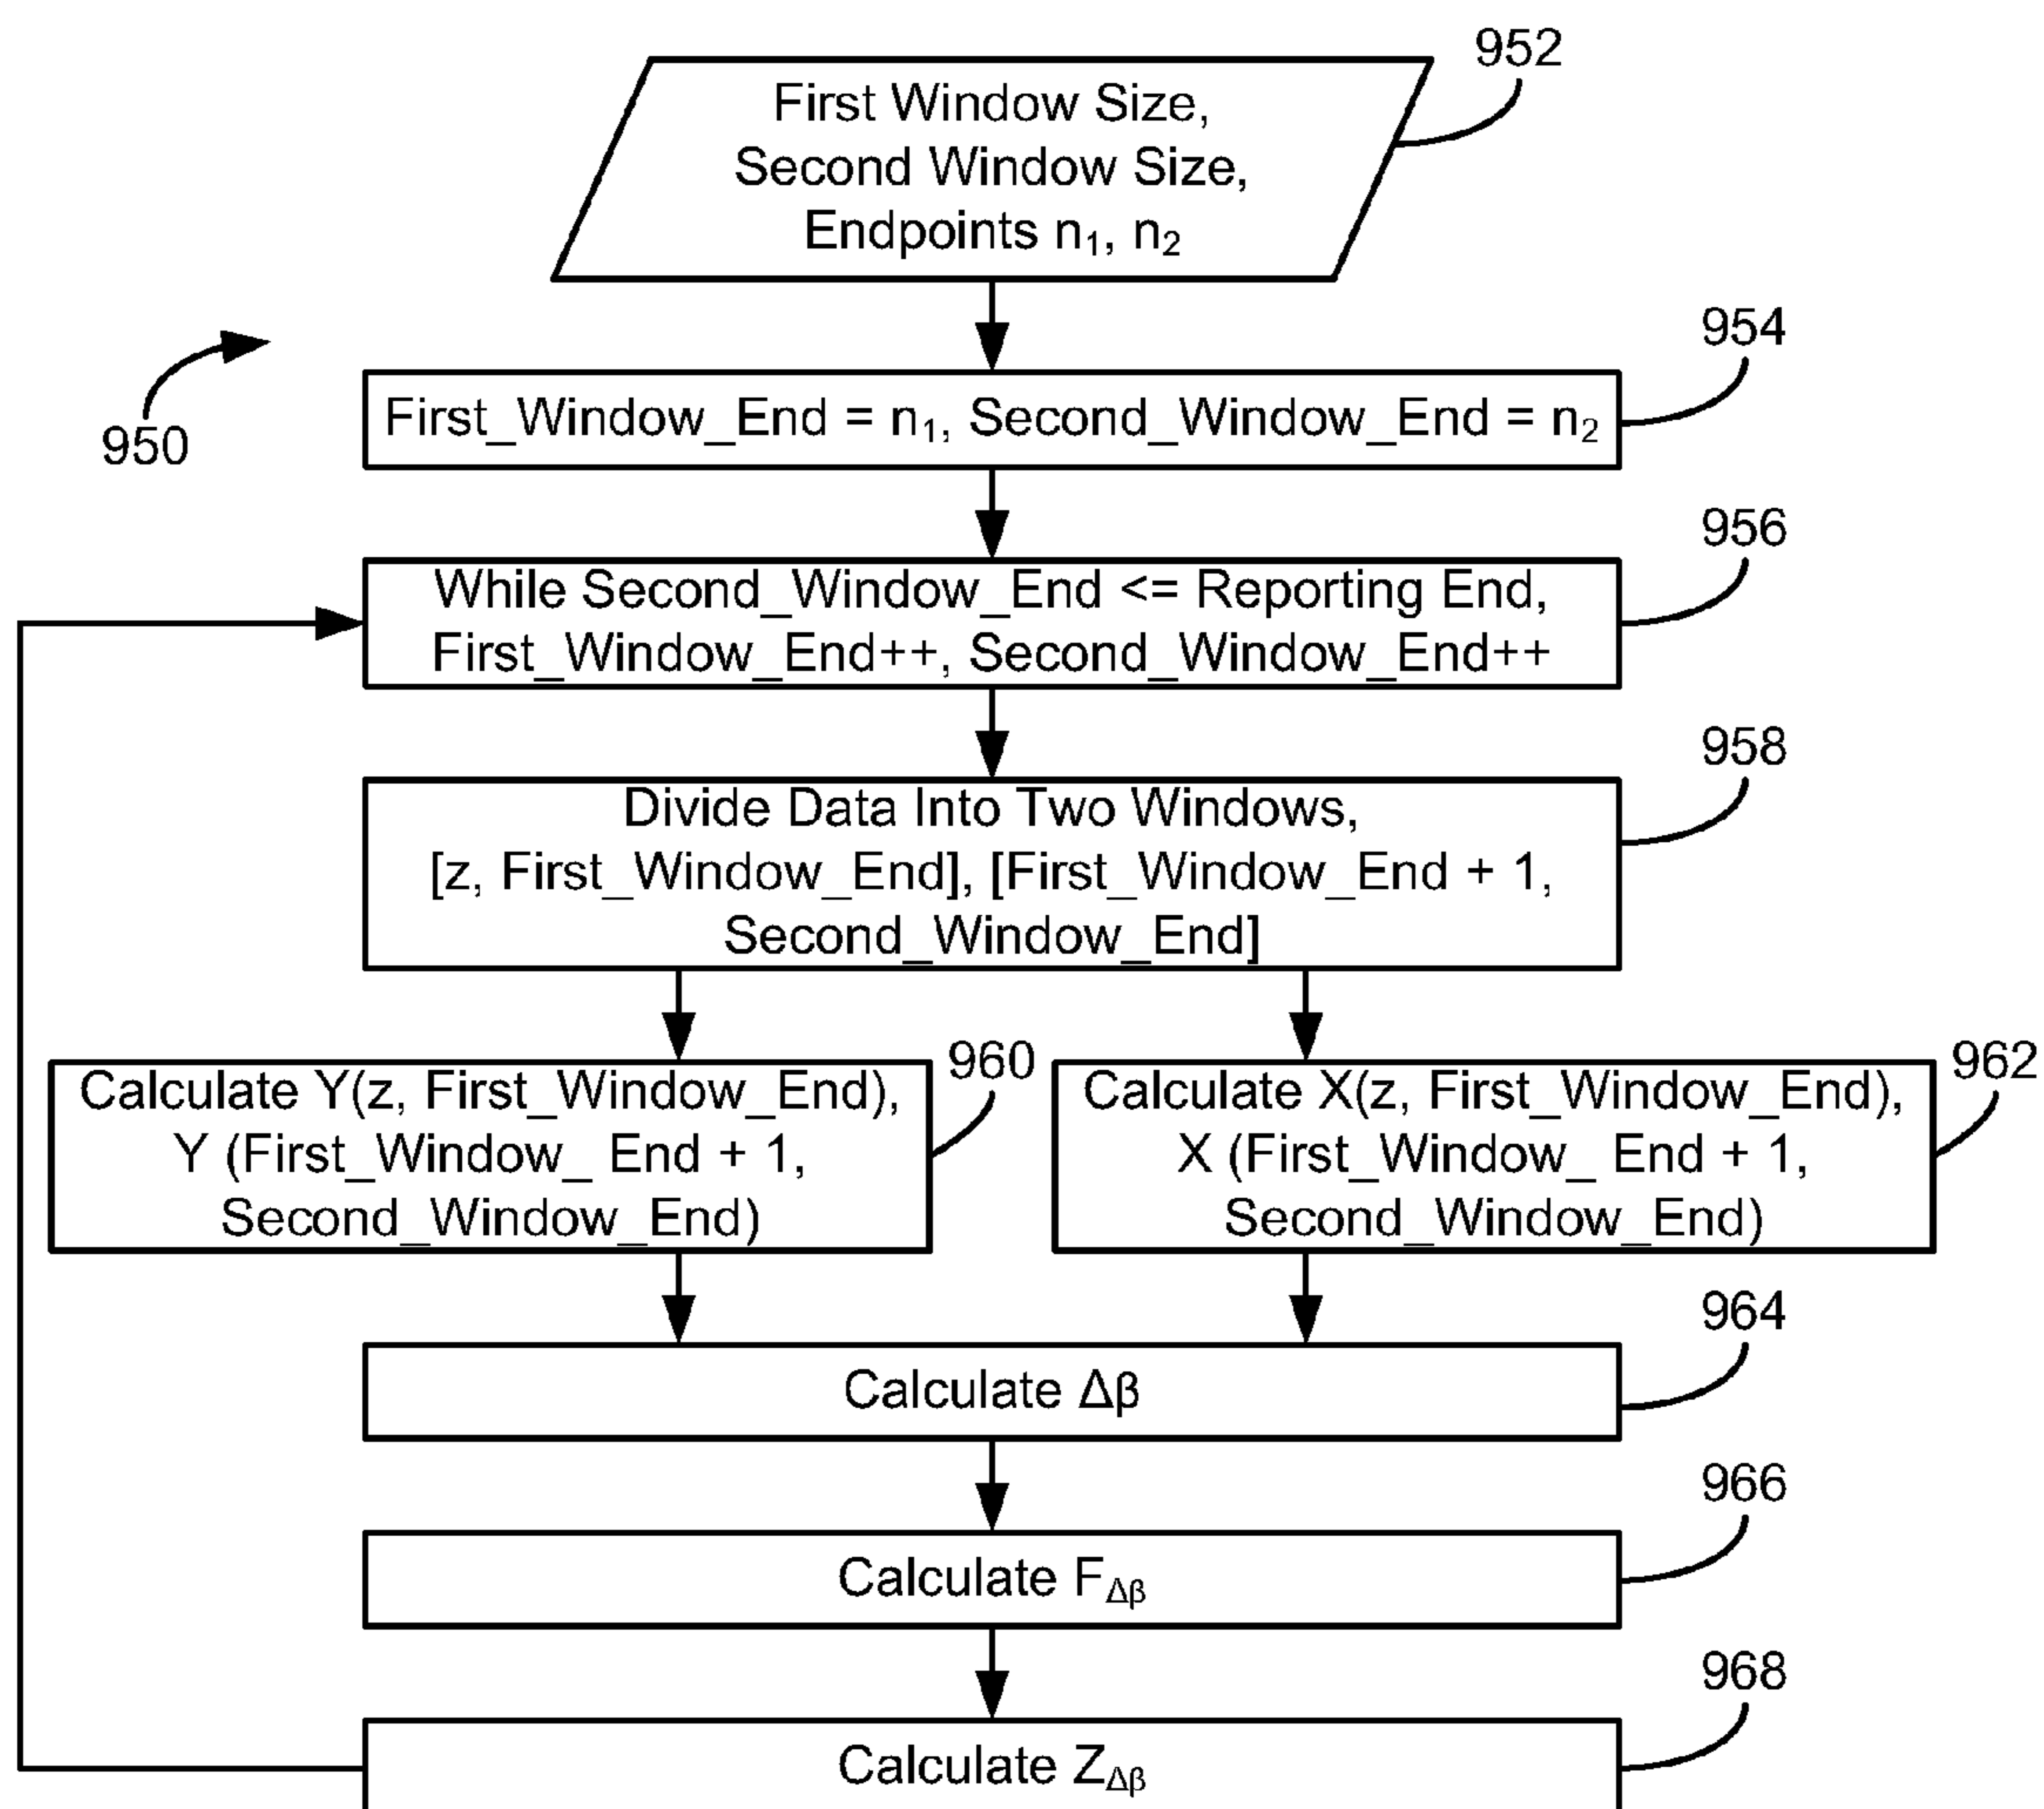 952
First Window Size,
Second Window Size,
Endpoints n₁, n₂
954
First_Window_End = n₁, Second_Window_End = n₂
950
956
While Second_Window_End <= Reporting End,
First_Window_End++, Second_Window_End++
958
Divide Data Into Two Windows,
[z, First_Window_End], [First_Window_End + 1,
Second_Window_End]
960
Calculate Y(z, First_Window_End),
Y (First_Window_ End + 1,
Second_Window_End)
962
Calculate X(z, First_Window_End),
X (First_Window_ End + 1,
Second_Window_End)
964
Calculate Δβ
966
Calculate F_Δβ
968
Calculate Z_Δβ